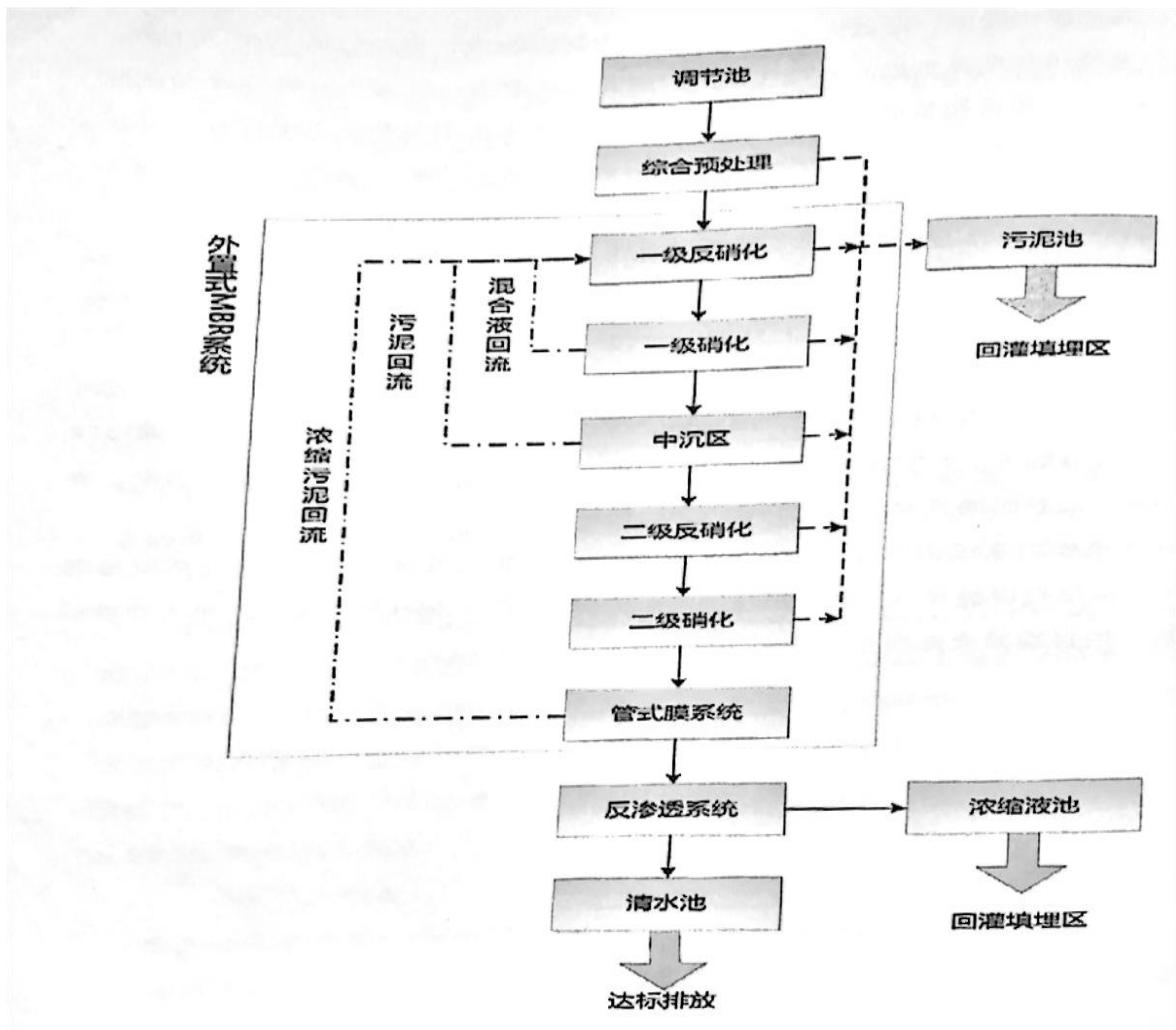 调节池
综合预处理
外置式MBR系统
一级反硝化
污泥池
混合液回流
污泥回流
一级硝化
回灌填埋区
浓缩污泥回流
中沉区
二级反硝化
二级硝化
管式膜系统
反渗透系统
浓缩液池
清水池
回灌填埋区
达标排放